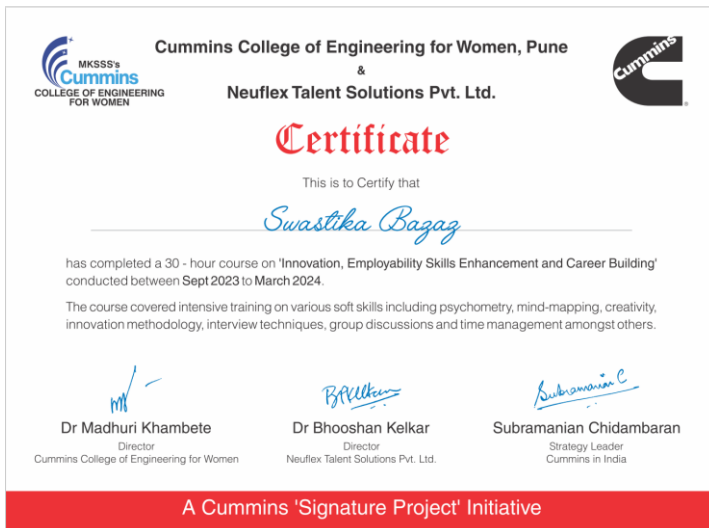 MKSSS's
Cummins
COLLEGE OF ENGINEERING
FOR WOMEN
Cummins College of Engineering for Women, Pune
&
Neuflex Talent Solutions Pvt. Ltd.
Cummins
Certificate
This is to Certify that
Swastika Bagaz
has completed a 30 - hour course on 'Innovation, Employability Skills Enhancement and Career Building'
conducted between Sept 2023 to March 2024.
The course covered intensive training on various soft skills including psychometry, mind-mapping, creativity,
innovation methodology, interview techniques, group discussions and time management amongst others.
Subramanian C
Dr Madhuri Khambete
Director
Cummins College of Engineering for Women
Dr Bhooshan Kelkar
Director
Neuflex Talent Solutions Pvt. Ltd.
Subramanian Chidambaran
Strategy Leader
Cummins in India
A Cummins 'Signature Project' Initiative